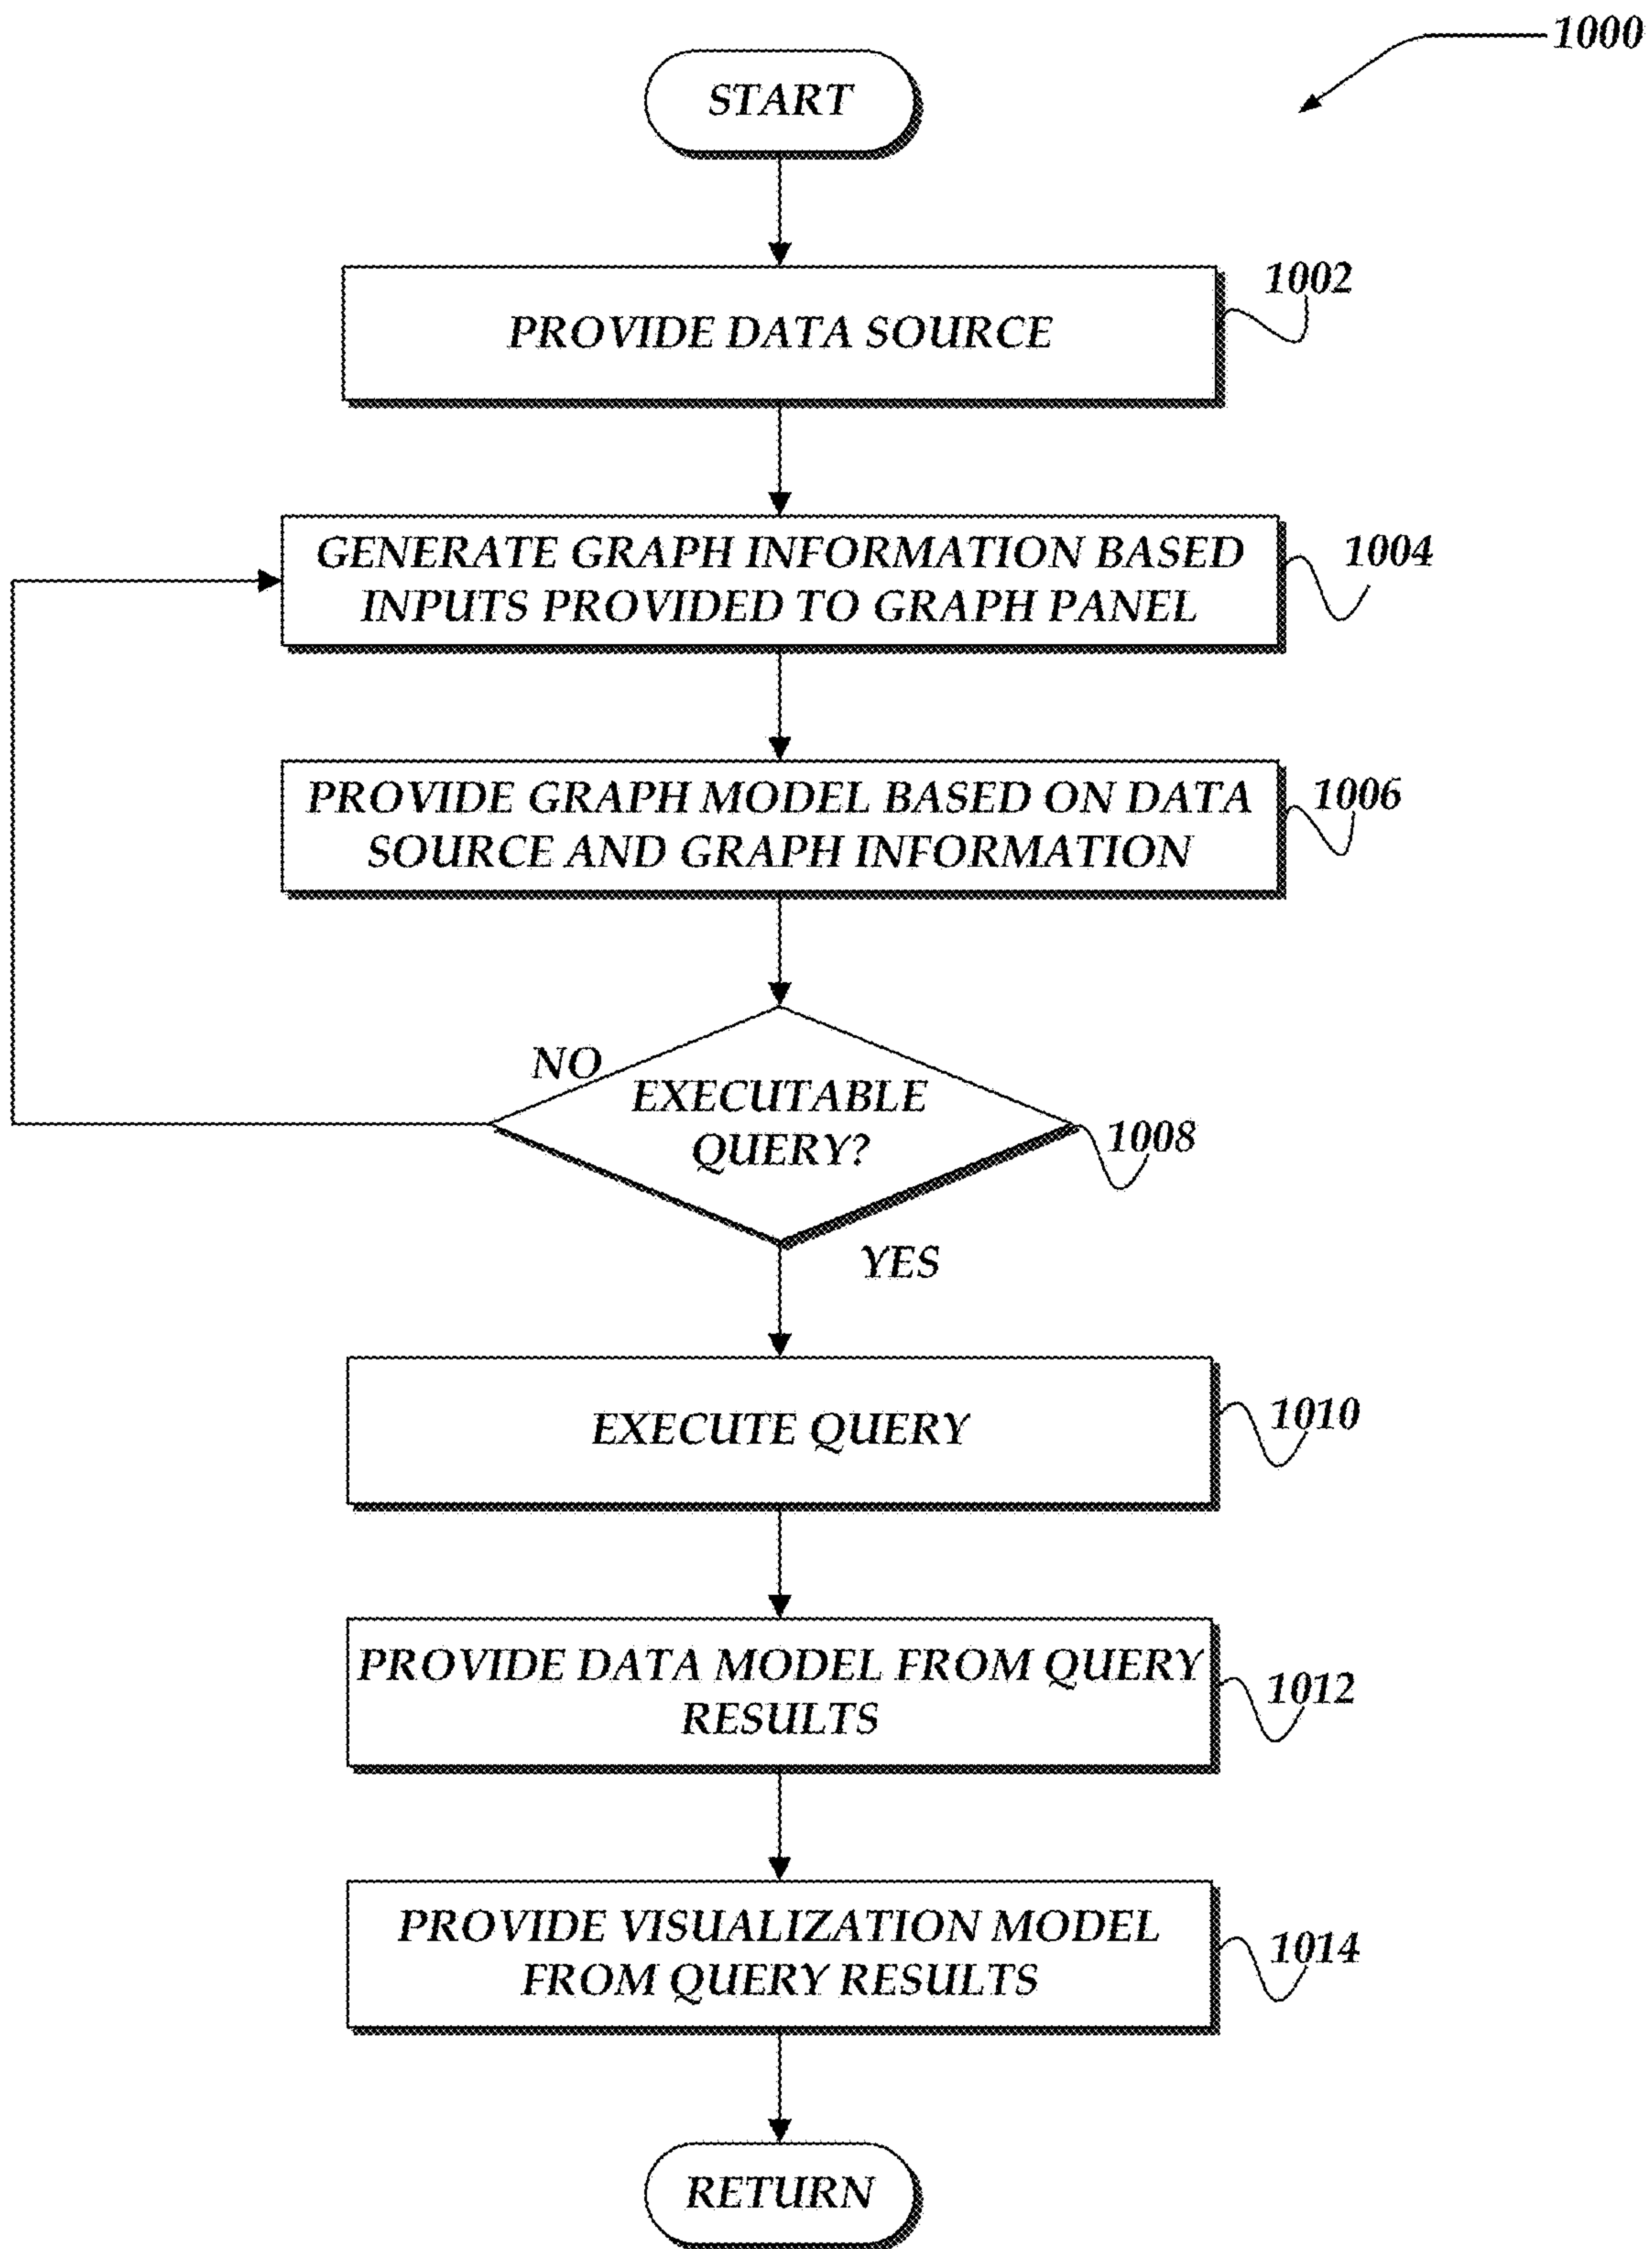 1000
START
1002
PROVIDE DATA SOURCE
GENERATE GRAPH INFORMATION BASED
INPUTS PROVIDED TO GRAPH PANEL
1004
PROVIDE GRAPH MODEL BASED ON DATA
SOURCE AND GRAPH INFORMATION
1006
NO
EXECUTABLE
QUERY?
1008
YES
EXECUTE QUERY
1010
PROVIDE DATA MODEL FROM QUERY
RESULTS
1012
PROVIDE VISUALIZATION MODEL
FROM QUERY RESULTS
1014
RETURN